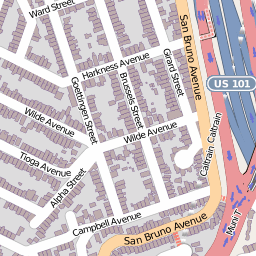 Ward Street
San Bruno Avenue
Harkness Avenue
Girard Street
US 101
Goettingen Street
Brussels Street
Wilde Avenue
Wilde Avenue
Caltrain Caltrain
Tioga Avenue
Alpha Street
Campbell Avenue
San Bruno Avenue
Muni T